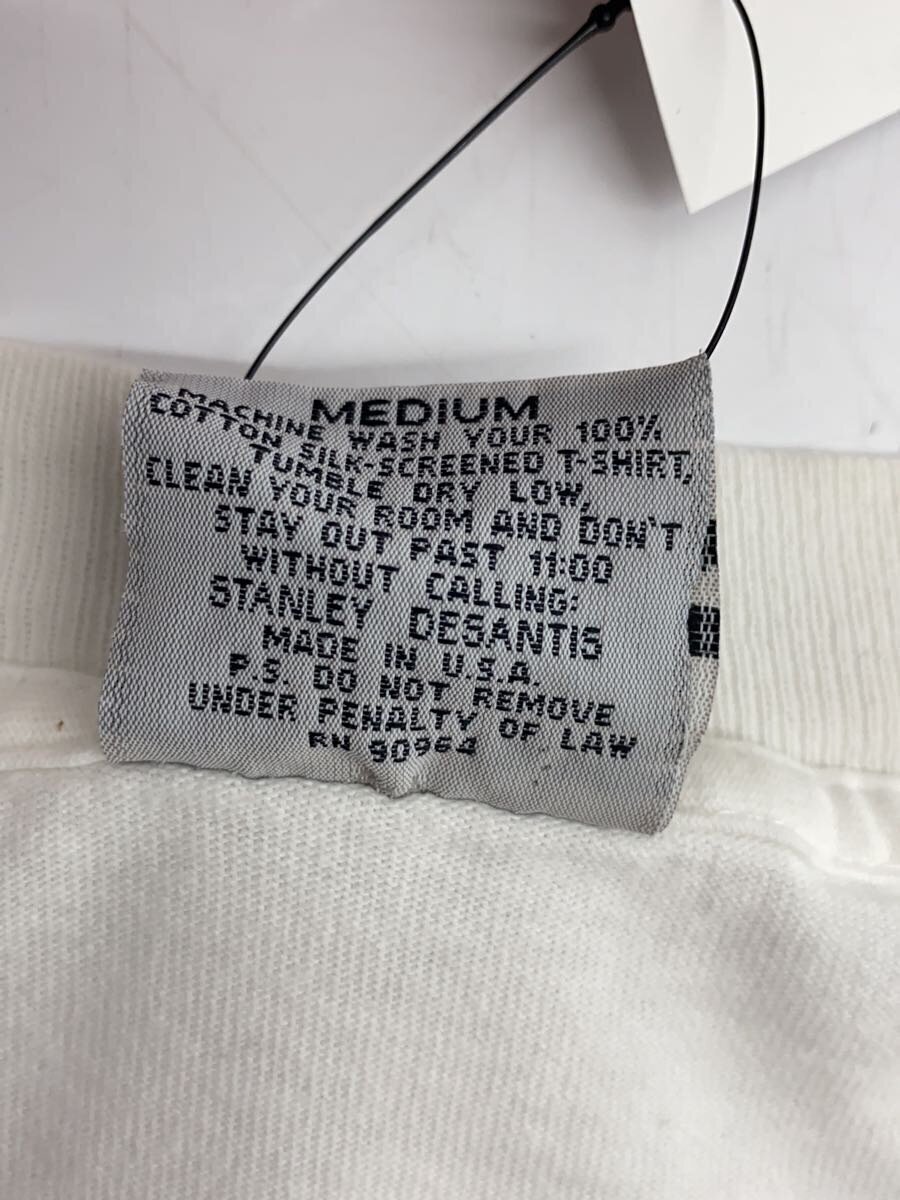 MEDIUM
MACHINE WASH YOUR 100%
COTTON SILK-SCREENED T-SHIRT,
TUMBLE DRY LOW,
CLEAN YOUR ROOM AND DON'T
STAY OUT PAST 11:00
WITHOUT CALLING:
STANLEY DESANTIS
MADE IN U.S.A.
P.S. DO NOT REMOVE
UNDER PENALTY OF LAW
RN 90964